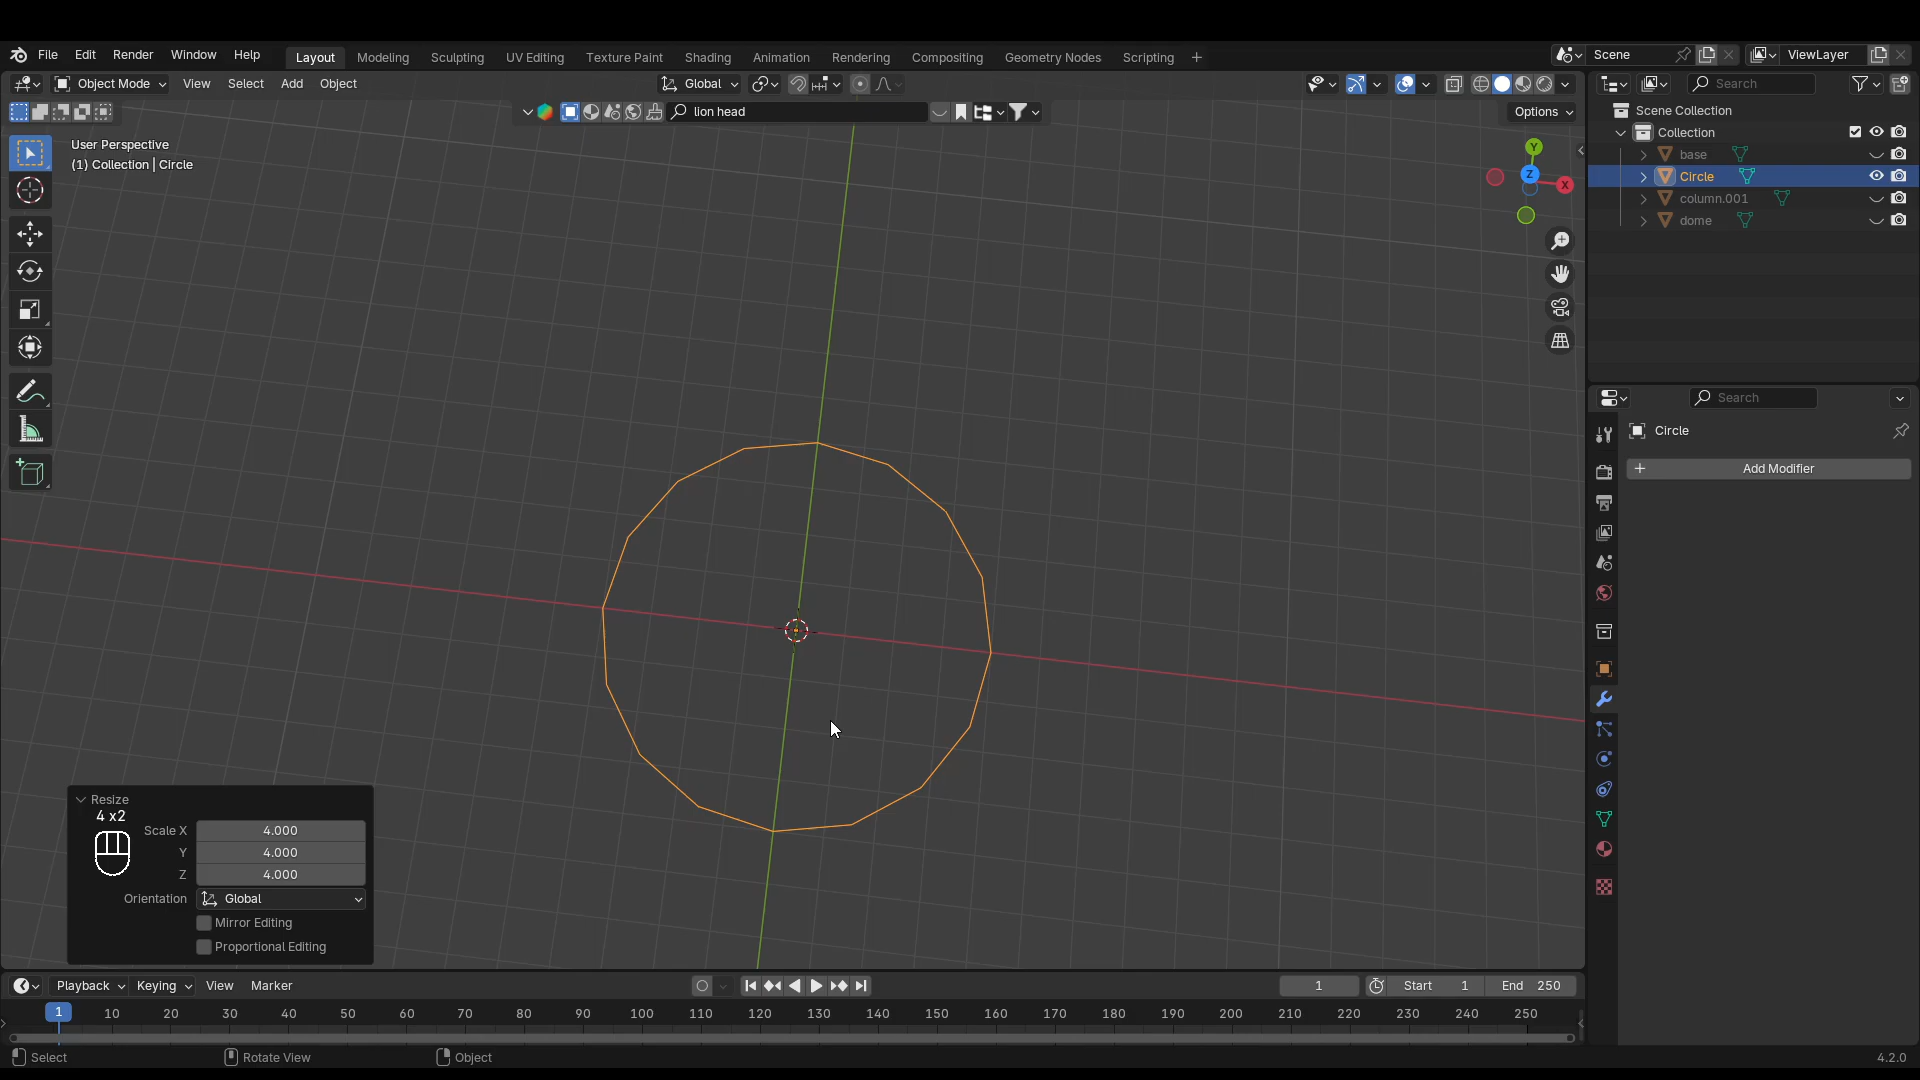 File Edit Render Window Help Layout Modeling Sculpting UV Editing Texture Paint Shading Animation Rendering Compositing Geometry Nodes Scripting + Scene ViewLayer
Object Mode View Select Add Object Global Search
lion head Options
Scene Collection
Collection
base
Circle
column.001
dome
User Perspective
(1) Collection | Circle
Y
Z
X
Search
Circle
+ Add Modifier
Resize
4 x2
Scale X 4.000
Y 4.000
Z 4.000
Orientation Global
Mirror Editing
Proportional Editing
Playback Keying View Marker 1 Start 1 End 250
1 10 20 30 40 50 60 70 80 90 100 110 120 130 140 150 160 170 180 190 200 210 220 230 240 250
Select Rotate View Object 4.2.0